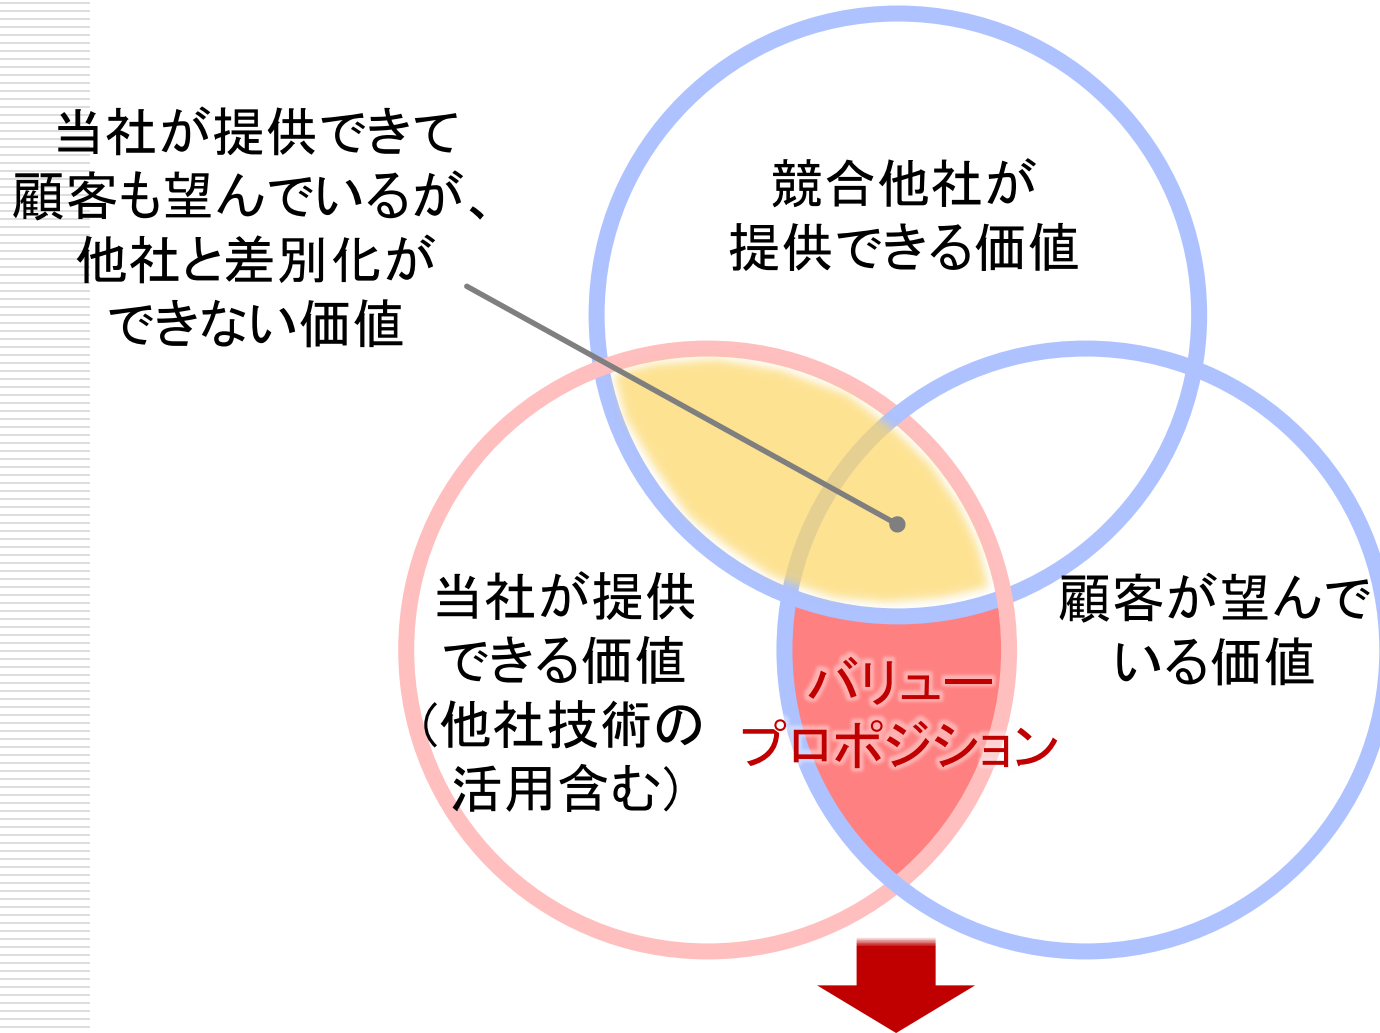 当社が提供できて
顧客も望んでいるが、
他社と差別化が
できない価値
競合他社が
提供できる価値
当社が提供
できる価値
（他社技術の
活用含む）
バリュー
プロポジション
顧客が望んで
いる価値